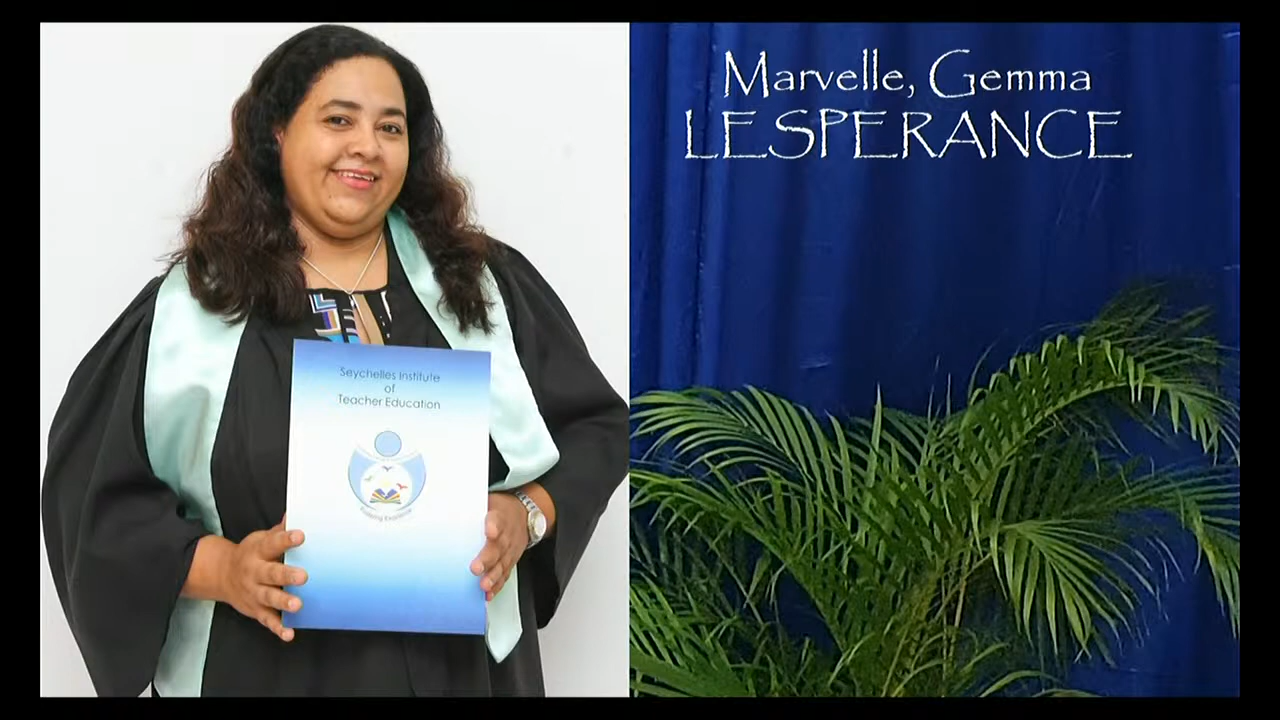 Marvelle, Gemma
LESPERANCE
Seychelles Institute
of
Teacher Education